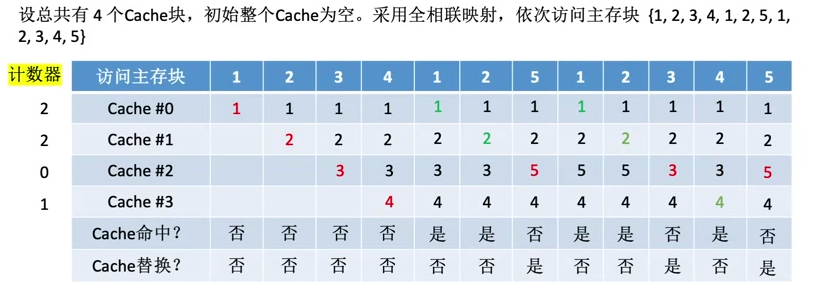 设总共有 4 个Cache块，初始整个Cache为空。采用全相联映射，依次访问主存块 {1, 2, 3, 4, 1, 2, 5, 1,
2, 3, 4, 5}
计数器 访问主存块 1 2 3 4 1 2 5 1 2 3 4 5
2 Cache #0 1 1 1 1 1 1 1 1 1 1 1 1
2 Cache #1 2 2 2 2 2 2 2 2 2 2 2
0 Cache #2 3 3 3 3 5 5 5 3 3 5
1 Cache #3 4 4 4 4 4 4 4 4 4
Cache命中？ 否 否 否 否 是 是 否 是 是 否 是 否
Cache替换？ 否 否 否 否 否 否 是 否 否 是 否 是